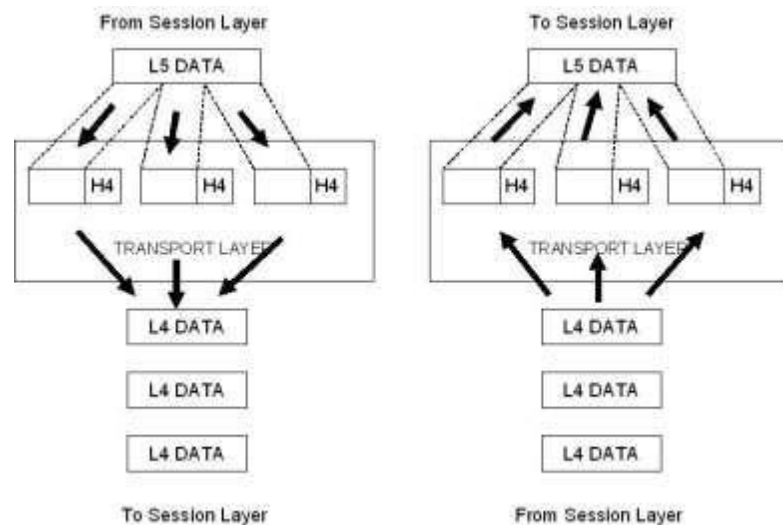 From Session Layer
L5 DATA
H4
H4
H4
TRANSPORT LAYER
L4 DATA
L4 DATA
L4 DATA
To Session Layer
To Session Layer
L5 DATA
H4
H4
H4
TRANSPORT LAYER
L4 DATA
L4 DATA
L4 DATA
From Session Layer